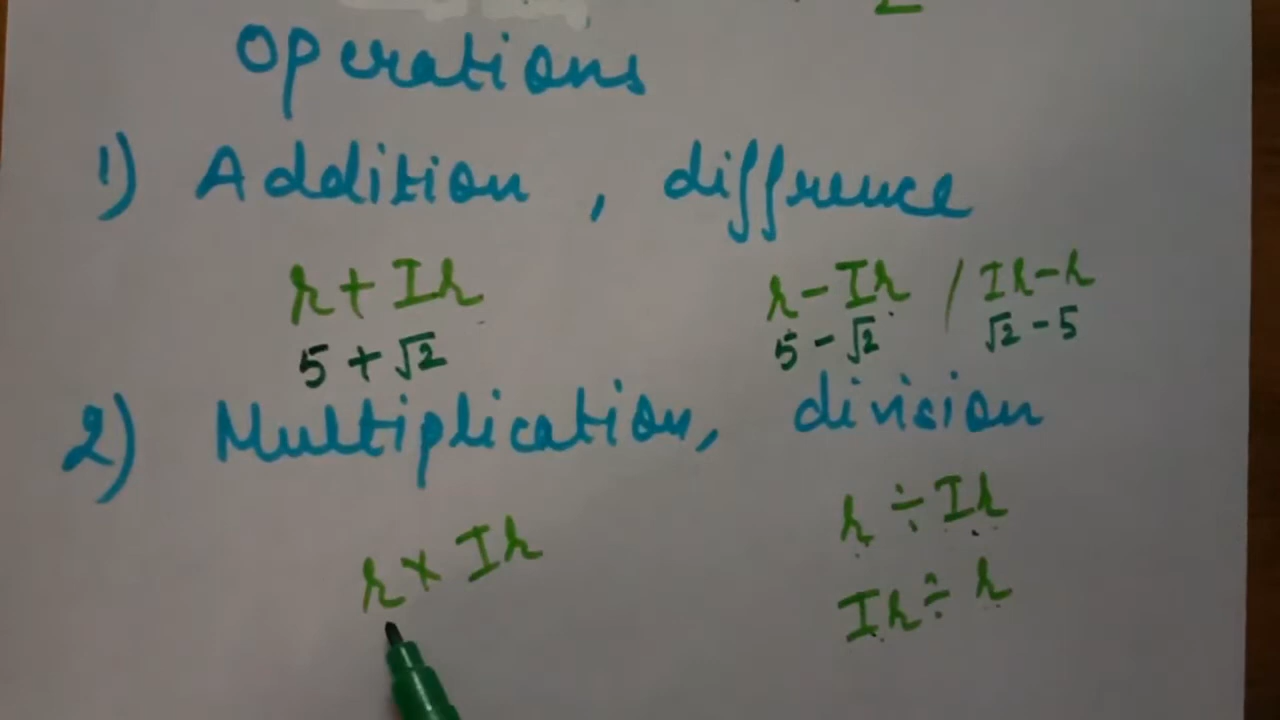 Operations
1) Addition , diffrence
r + Ir r - Ir / Ir - r
5 + √2 5 - √2 √2 - 5
2) Multiplication, division
r ÷ Ir
r × Ir
Ir ÷ r